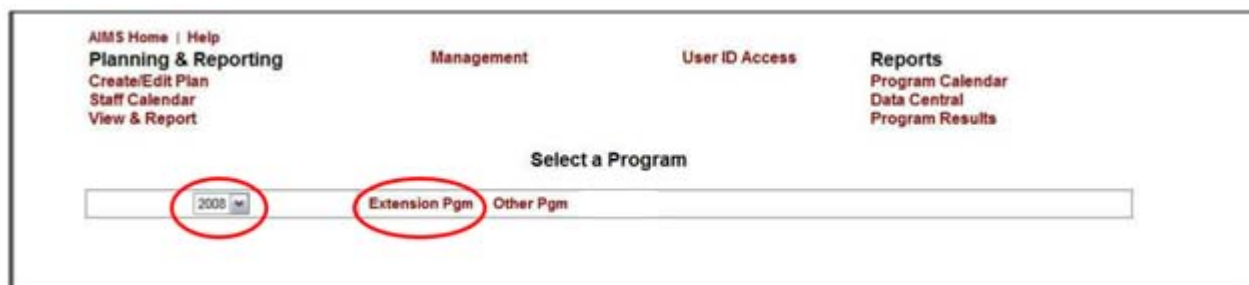 AIMS Home | Help
Planning & Reporting
Create/Edit Plan
Staff Calendar
View & Report
Management
User ID Access
Reports
Program Calendar
Data Central
Program Results
Select a Program
2008
Extension Pgm
Other Pgm